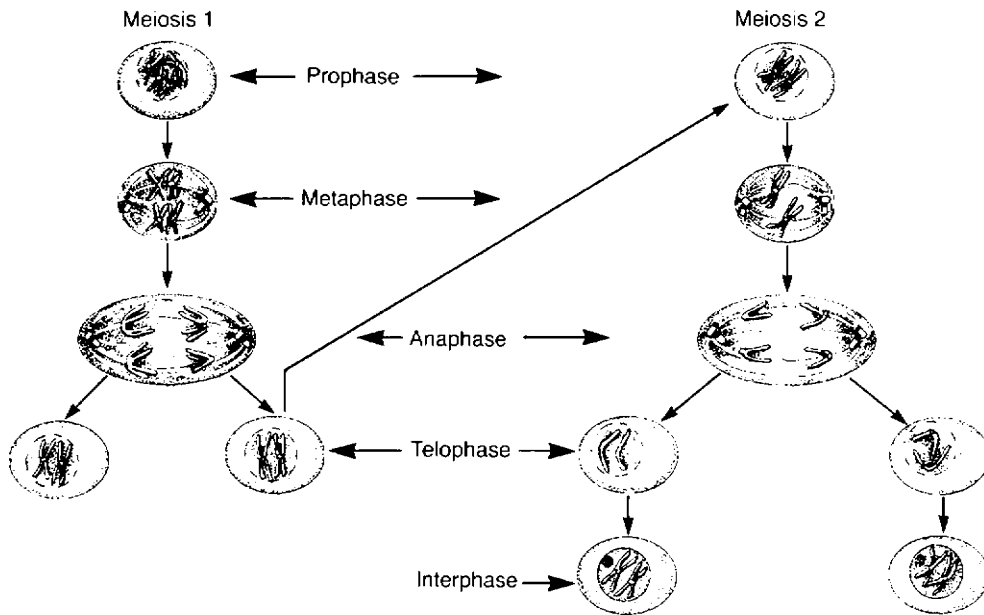 Meiosis 1
Meiosis 2
Prophase
Metaphase
Anaphase
Telophase
Interphase